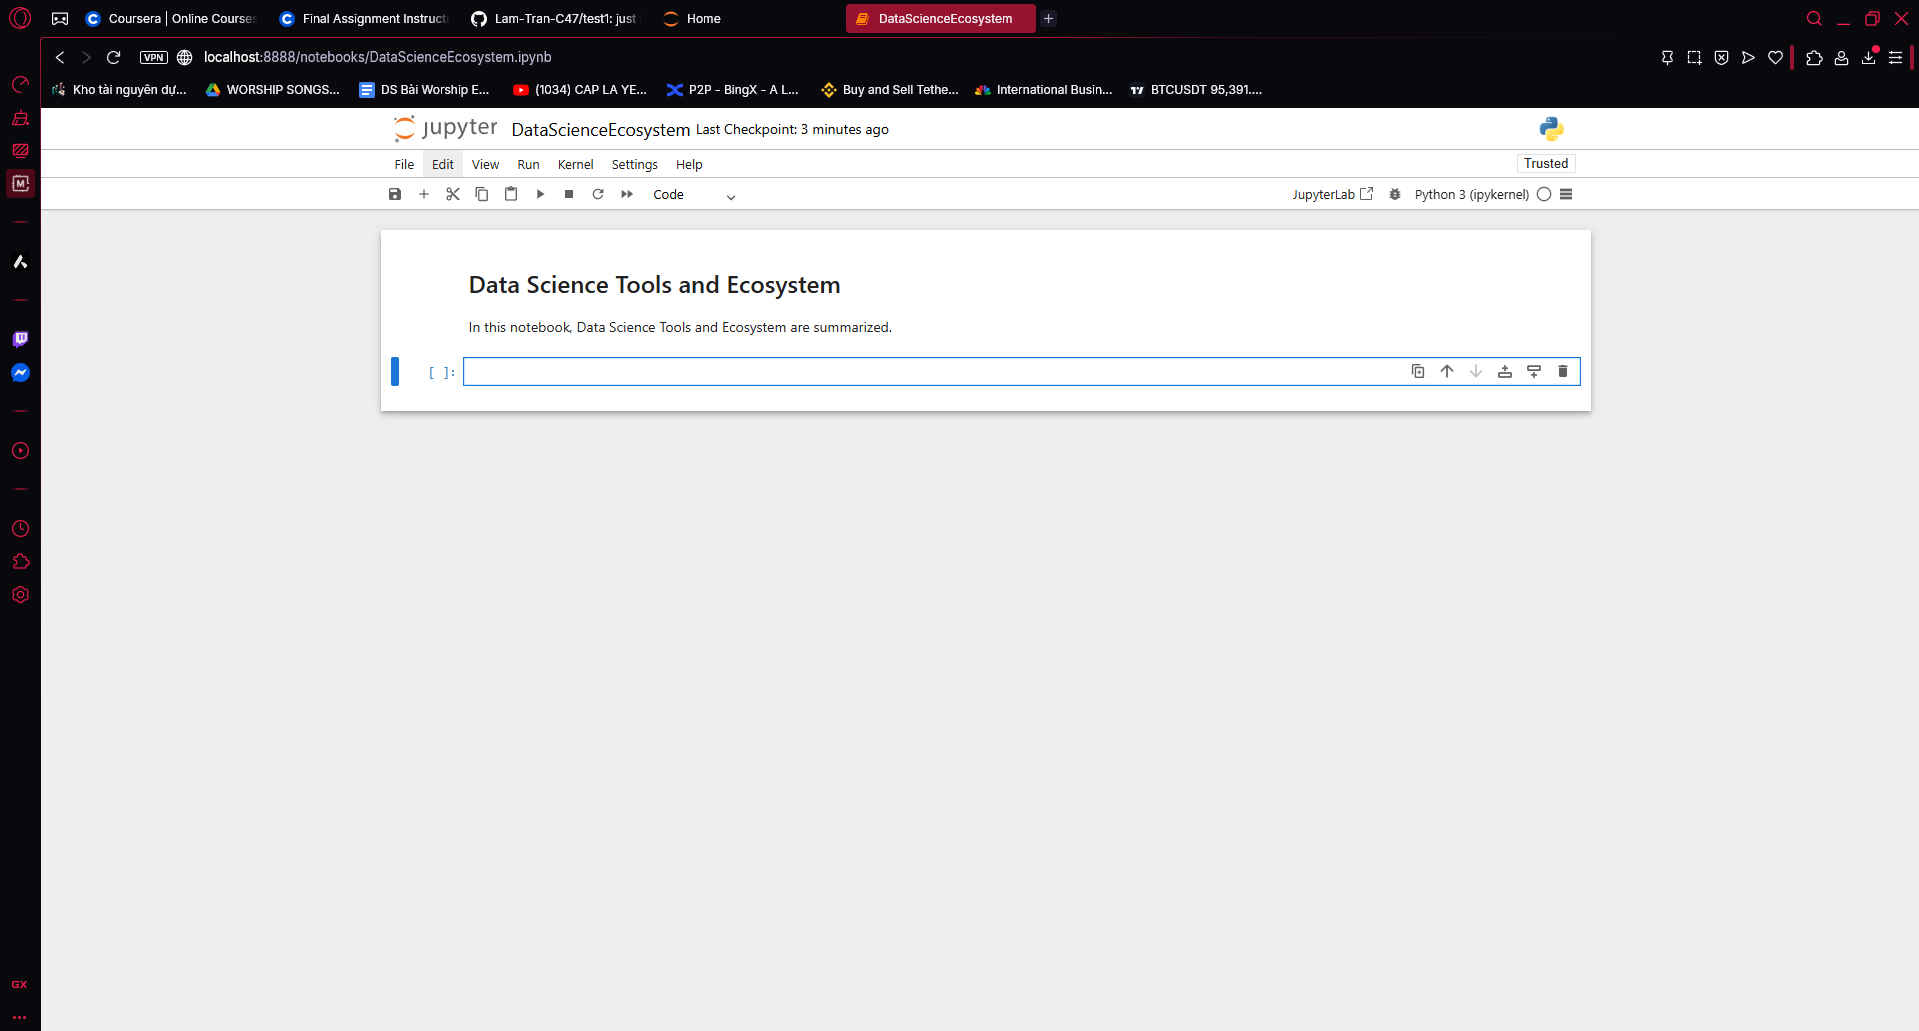 Coursera | Online Courses
Final Assignment Instructi
Lam-Tran-C47/test1: just
Home
DataScienceEcosystem
VPN
localhost:8888/notebooks/DataScienceEcosystem.ipynb
Kho tài nguyên dự...
WORSHIP SONGS...
DS Bài Worship E...
(1034) CAP LA YE...
P2P - BingX - A L...
Buy and Sell Tethe...
International Busin...
BTCUSDT 95,391....
jupyter DataScienceEcosystem Last Checkpoint: 3 minutes ago
File Edit View Run Kernel Settings Help
Trusted
Code
JupyterLab
Python 3 (ipykernel)
Data Science Tools and Ecosystem
In this notebook, Data Science Tools and Ecosystem are summarized.
[ ]:
GX